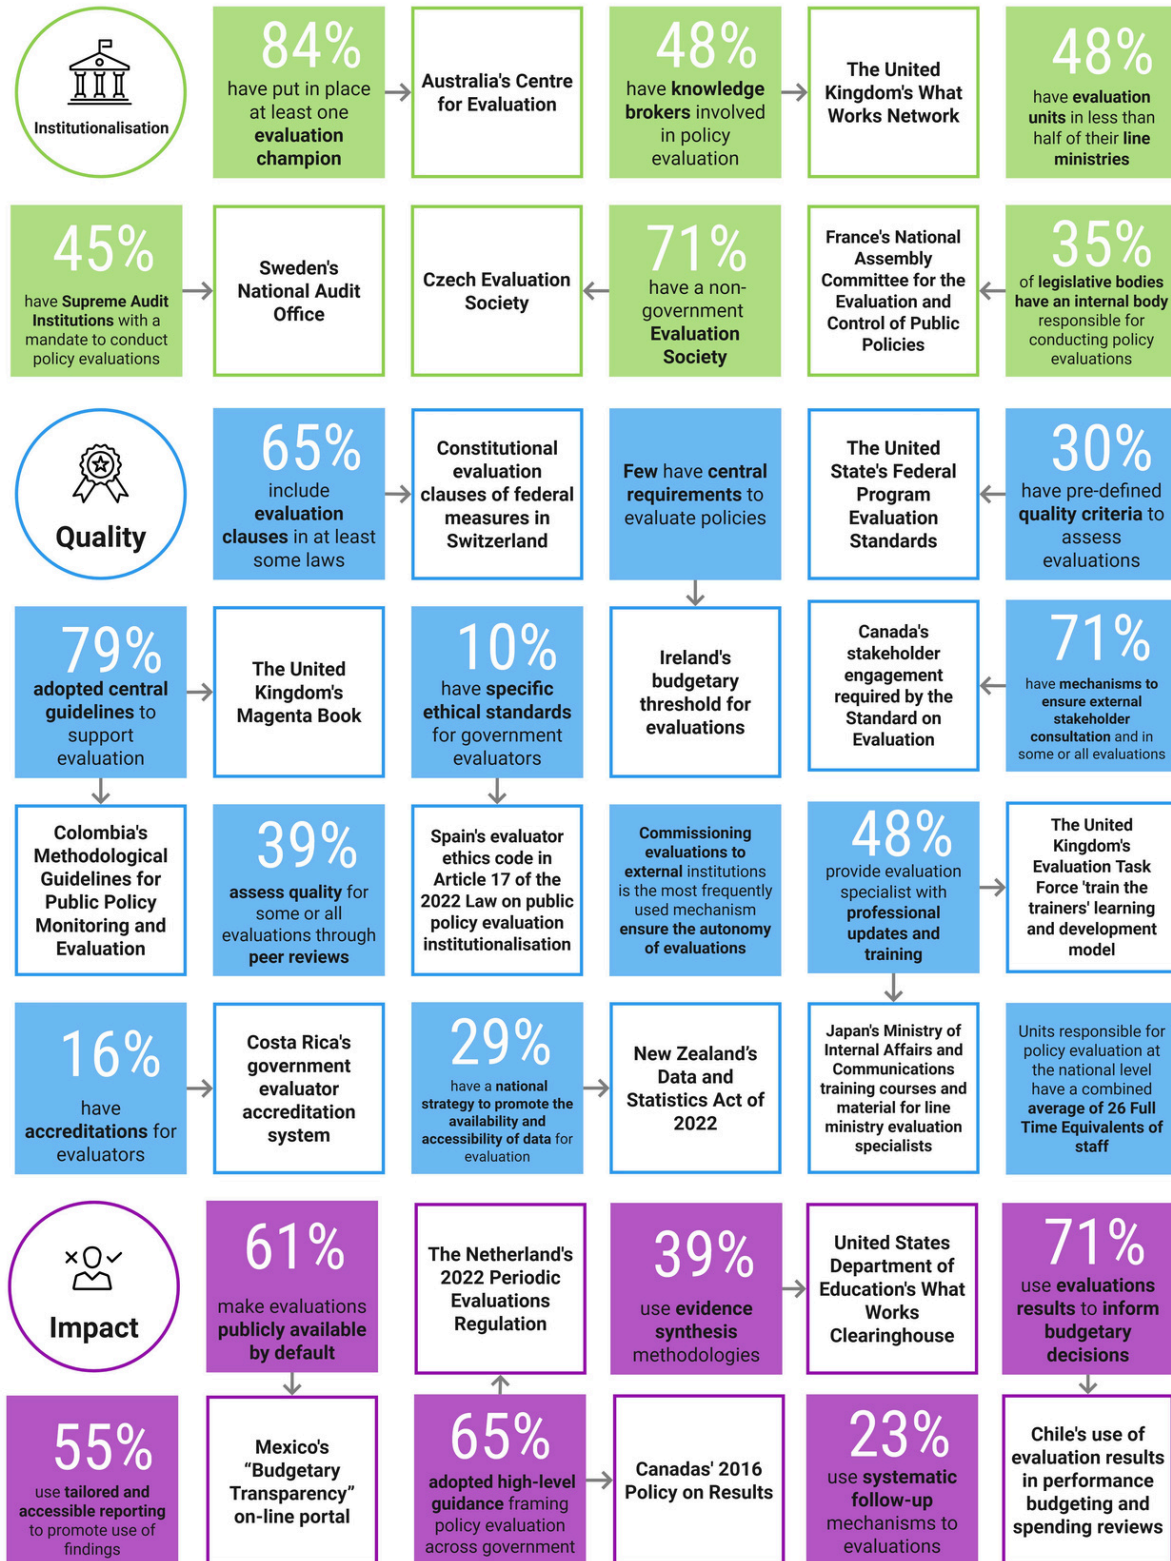 Institutionalisation
84%
have put in place
at least one
evaluation
champion
Australia's Centre
for Evaluation
48%
have knowledge
brokers involved
in policy
evaluation
The United
Kingdom's What
Works Network
48%
have evaluation
units in less than
half of their line
ministries
45%
have Supreme Audit
Institutions with a
mandate to conduct
policy evaluations
Sweden's
National Audit
Office
Czech Evaluation
Society
71%
have a non-
government
Evaluation
Society
France's National
Assembly
Committee for the
Evaluation and
Control of Public
Policies
35%
of legislative bodies
have an internal body
responsible for
conducting policy
evaluations
Quality
65%
include
evaluation
clauses in at least
some laws
Constitutional
evaluation
clauses of federal
measures in
Switzerland
Few have central
requirements to
evaluate policies
The United
State's Federal
Program
Evaluation
Standards
30%
have pre-defined
quality criteria to
assess
evaluations
79%
adopted central
guidelines to
support
evaluation
The United
Kingdom's
Magenta Book
10%
have specific
ethical standards
for government
evaluators
Ireland's
budgetary
threshold for
evaluations
Canada's
stakeholder
engagement
required by the
Standard on
Evaluation
71%
have mechanisms to
ensure external
stakeholder
consultation and in
some or all evaluations
Colombia's
Methodological
Guidelines for
Public Policy
Monitoring and
Evaluation
39%
assess quality for
some or all
evaluations through
peer reviews
Spain's evaluator
ethics code in
Article 17 of the
2022 Law on public
policy evaluation
institutionalisation
Commissioning
evaluations to
external institutions
is the most frequently
used mechanism
ensure the autonomy
of evaluations
48%
provide evaluation
specialist with
professional
updates and
training
The United
Kingdom's
Evaluation Task
Force 'train the
trainers' learning
and development
model
16%
have
accreditations for
evaluators
Costa Rica's
government
evaluator
accreditation
system
29%
have a national
strategy to promote the
availability and
accessibility of data for
evaluation
New Zealand's
Data and
Statistics Act of
2022
Japan's Ministry of
Internal Affairs and
Communications
training courses and
material for line
ministry evaluation
specialists
Units responsible for
policy evaluation at
the national level
have a combined
average of 26 Full
Time Equivalents of
staff
Impact
61%
make evaluations
publicly available
by default
The Netherland's
2022 Periodic
Evaluations
Regulation
39%
use evidence
synthesis
methodologies
United States
Department of
Education's What
Works
Clearinghouse
71%
use evaluations
results to inform
budgetary
decisions
55%
use tailored and
accessible reporting
to promote use of
findings
Mexico's
“Budgetary
Transparency”
on-line portal
65%
adopted high-level
guidance framing
policy evaluation
across government
Canadas' 2016
Policy on Results
23%
use systematic
follow-up
mechanisms to
evaluations
Chile's use of
evaluation results
in performance
budgeting and
spending reviews